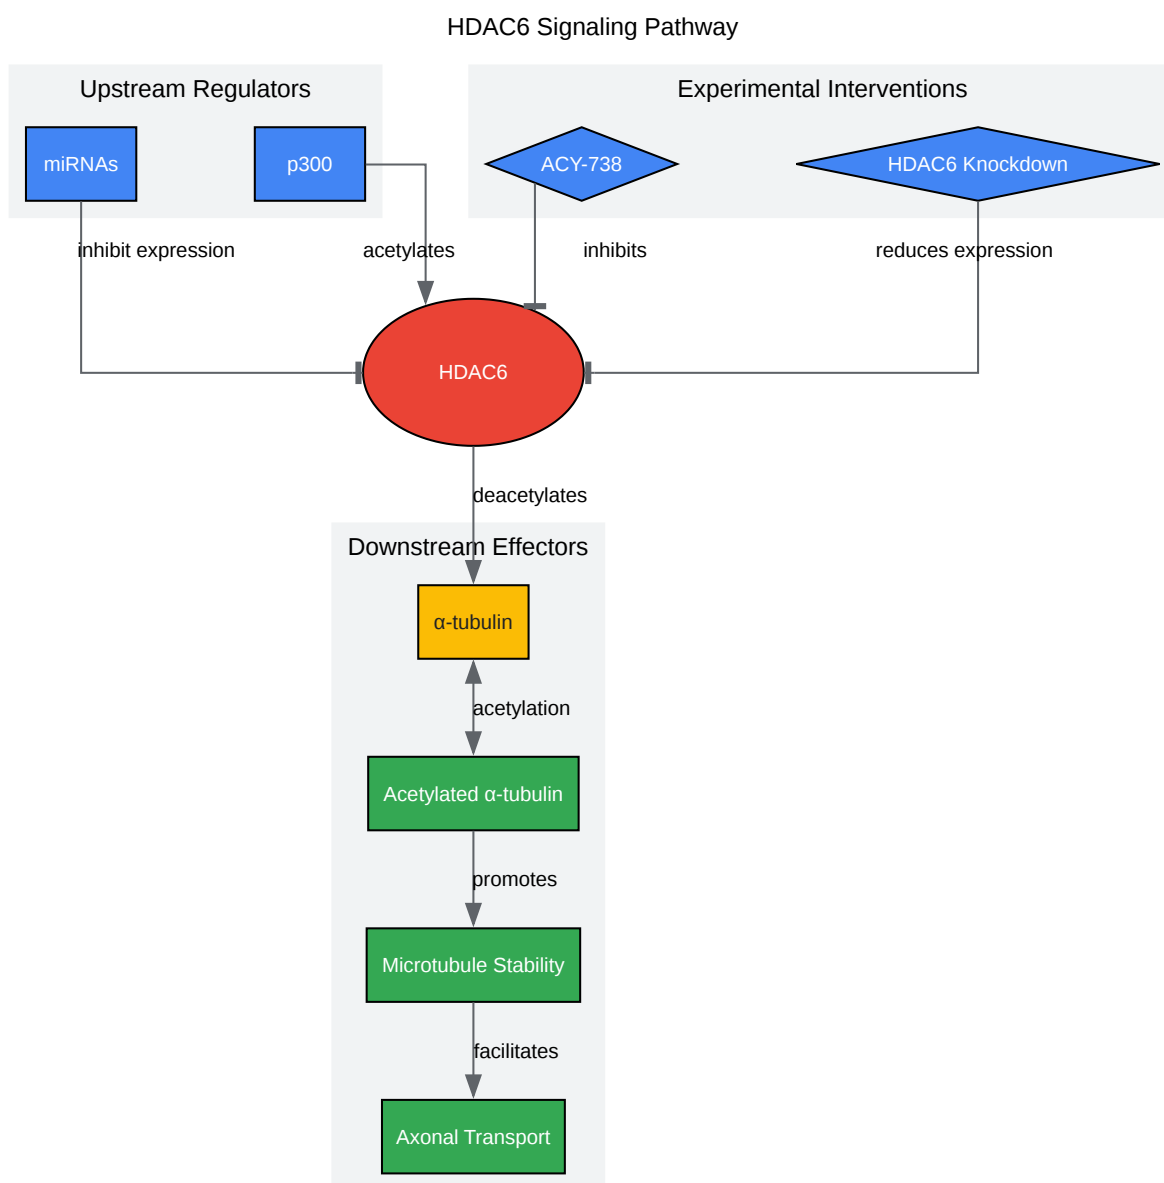 HDAC6 Signaling Pathway
Upstream Regulators
Experimental Interventions
miRNAs
p300
ACY-738
HDAC6 Knockdown
inhibit expression
acetylates
inhibits
reduces expression
HDAC6
deacetylates
Downstream Effectors
α-tubulin
acetylation
Acetylated α-tubulin
promotes
Microtubule Stability
facilitates
Axonal Transport